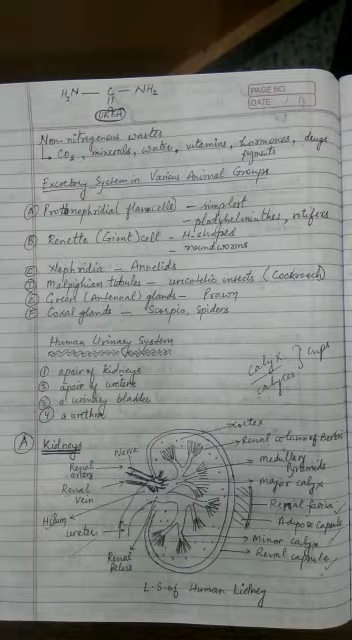 H2N — C — NH2
||
O
UREA
PAGE NO.
DATE / /
Non-nitrogenous wastes
↳ CO2, minerals, water, vitamins, hormones, drugs
pigments
Excretory System in Various Animal Groups
(A) Protonephridia (flame cells) – simplest
– platyhelminthes, rotifers
(B) Renette (Giant) cell – H-shaped
roundworms
(C) Nephridia – Annelids
(D) Malpighian tubules – uricotelic insects (Cockroach)
(E) Green (Antennal) glands – Prawn
(F) Coxal glands – Scorpio, Spiders
Human Urinary System
① a pair of kidneys
② a pair of ureters
③ a urinary bladder
④ a urethra
calyx
calyces } cups
(A) Kidneys
Cortex
Renal column of Bertini
Medullary Pyramids
Major calyx
Renal fascia
Adipose capsule
Minor calyx
Renal capsule
Nerve
Renal artery
Renal vein
Hilum
ureter
Renal Pelvis
L.S of Human kidney